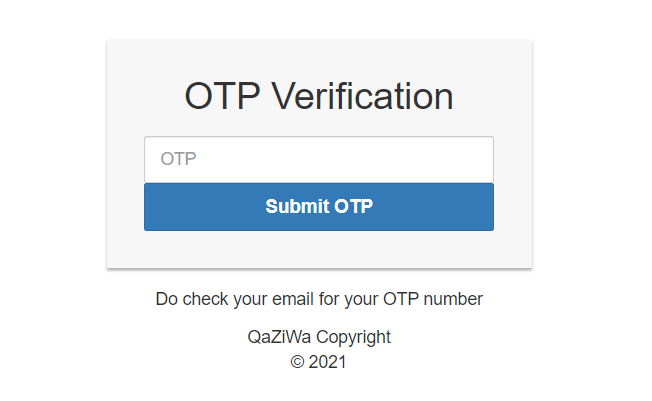 OTP Verification
OTP
Submit OTP
Do check your email for your OTP number
QaZiWa Copyright
© 2021